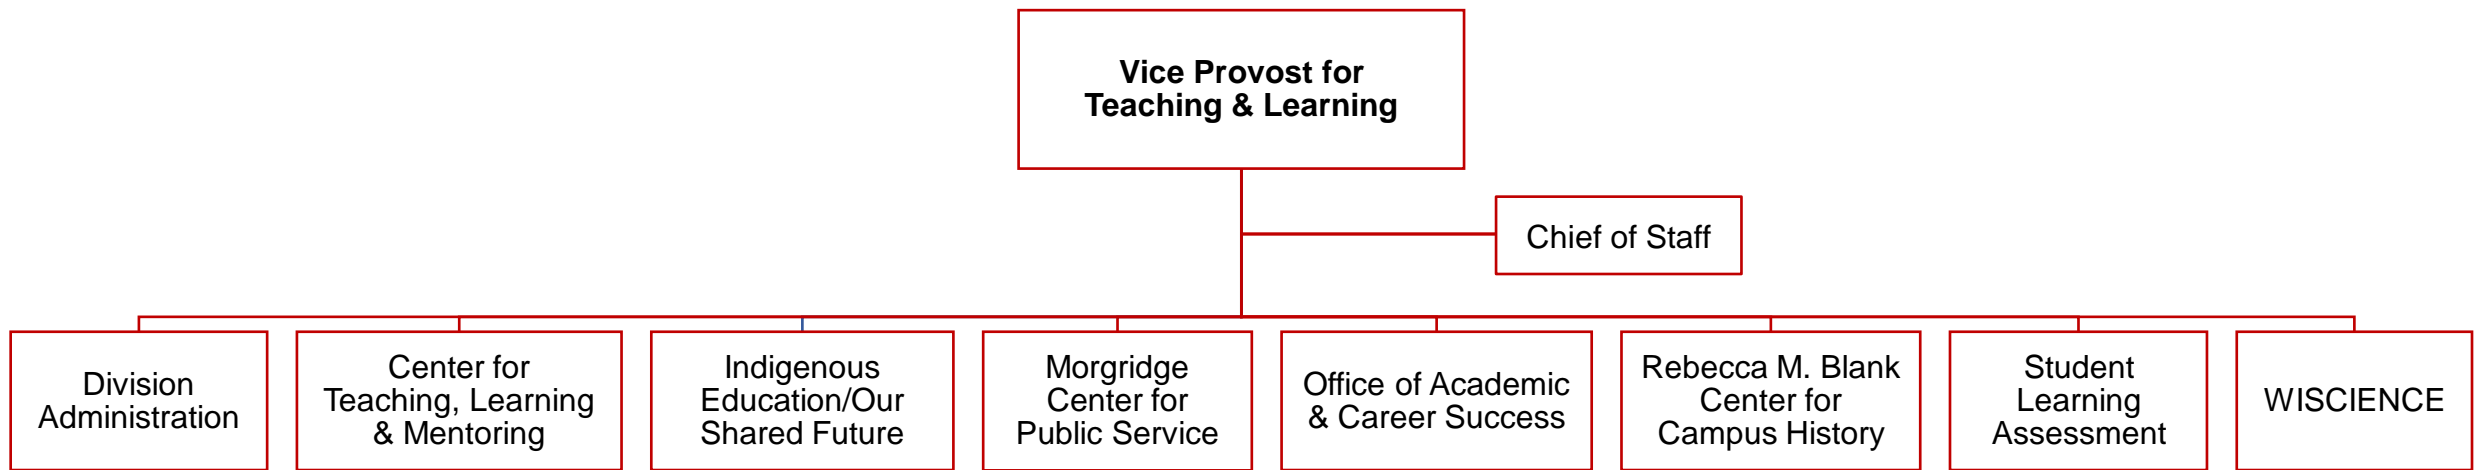 Vice Provost for
Teaching & Learning
Chief of Staff
Division
Administration
Center for
Teaching, Learning
& Mentoring
Indigenous
Education/Our
Shared Future
Morgridge
Center for
Public Service
Office of Academic
& Career Success
Rebecca M. Blank
Center for
Campus History
Student
Learning
Assessment
WISCIENCE